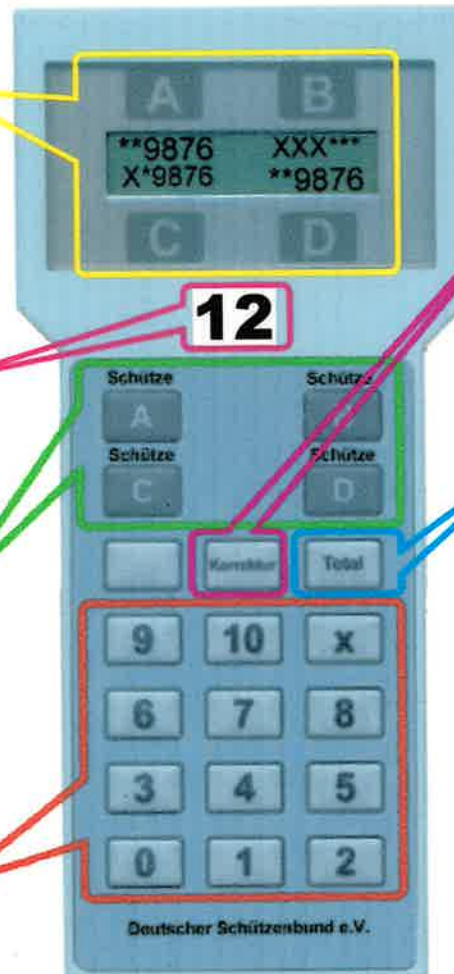 A B
**9876 XXX***
X*9876 **9876
C D
12
Schütze Schütze
A
Schütze Schütze
C D
Korrektur Total
9 10 x
6 7 8
3 4 5
0 1 2
Deutscher Schützenbund e.V.